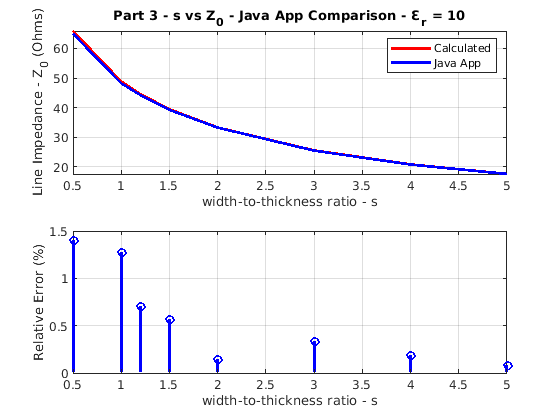 Part 3 - s vs Z0 - Java App Comparison - Ɛr = 10
Line Impedance - Z0 (Ohms)
60
50
40
30
20
Calculated
Java App
0.5 1 1.5 2 2.5 3 3.5 4 4.5 5
width-to-thickness ratio - s
Relative Error (%)
1.5
1
0.5
0
0.5 1 1.5 2 2.5 3 3.5 4 4.5 5
width-to-thickness ratio - s